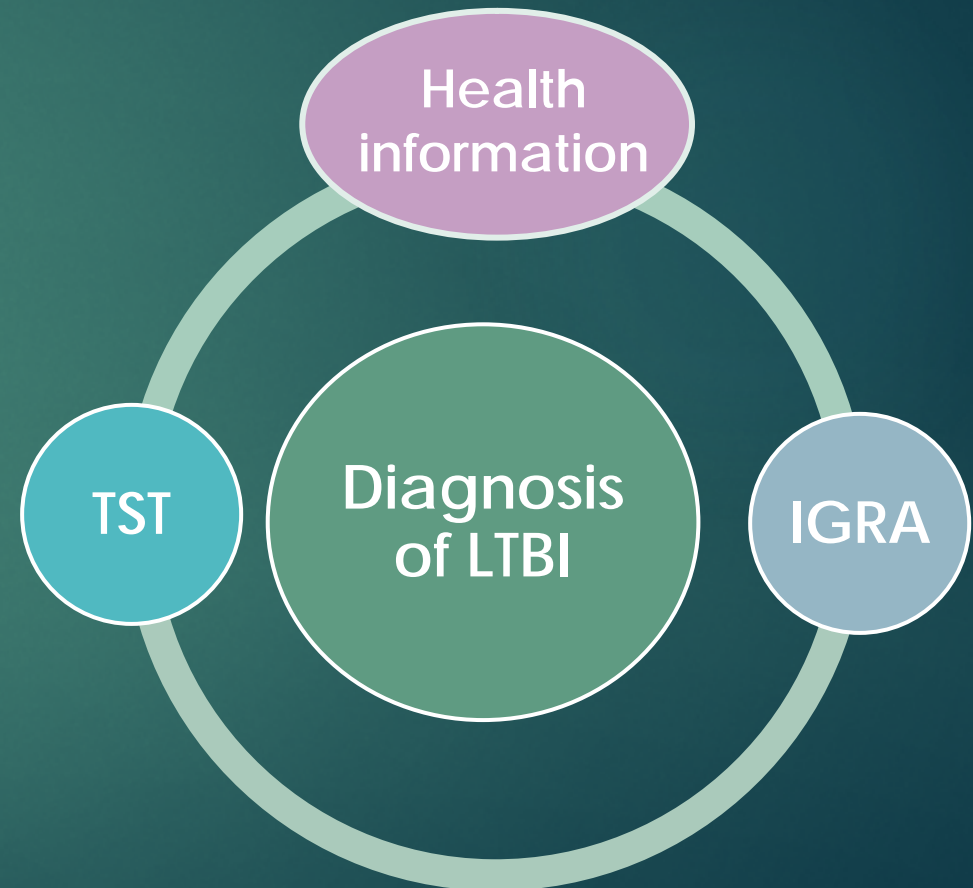 Health
information
TST
Diagnosis
of LTBI
IGRA